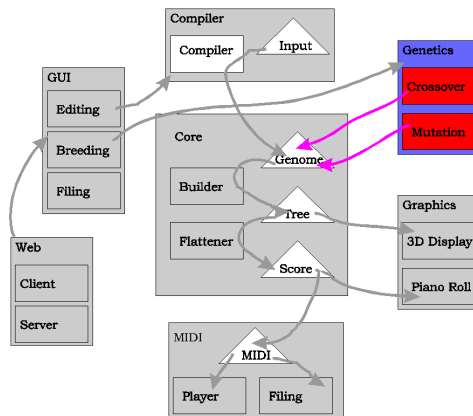 Compiler
Compiler
Input
Genetics
Crossover
Mutation
GUI
Editing
Breeding
Filing
Core
Genome
Builder
Tree
Flattener
Score
Graphics
3D Display
Piano Roll
Web
Client
Server
MIDI
MIDI
Player
Filing